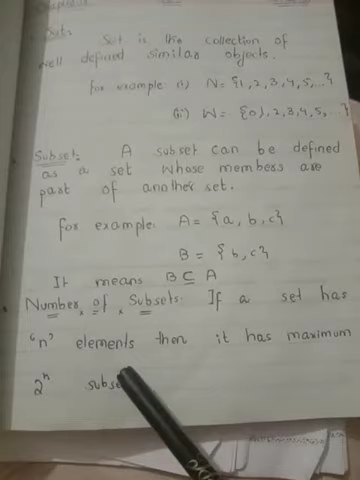 Set: Set is the collection of
well defined similar objects.
for example (i) N = {1, 2, 3, 4, 5, ...}
(ii) W = {0, 1, 2, 3, 4, 5, ...}
Subset: A subset can be defined
as a set whose members are
part of another set.
for example: A = {a, b, c}
B = {b, c}
It means B ⊆ A
Number of Subsets: If a set has
"n" elements then it has maximum
2ⁿ